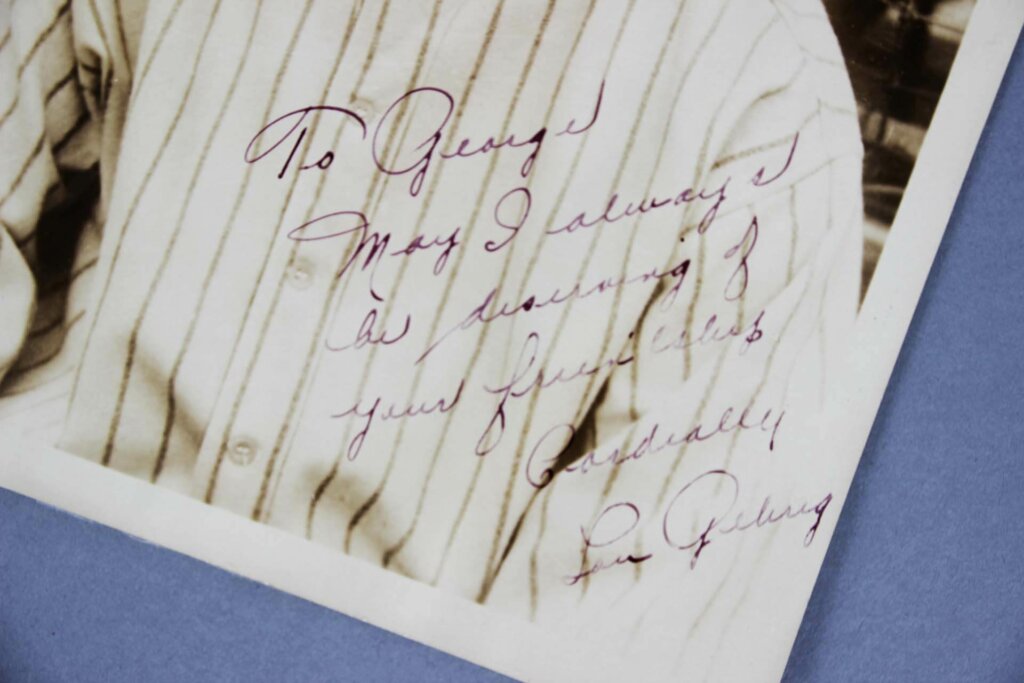 To George
May I always
be deserving of
your friendship
Cordially
Lou Gehrig